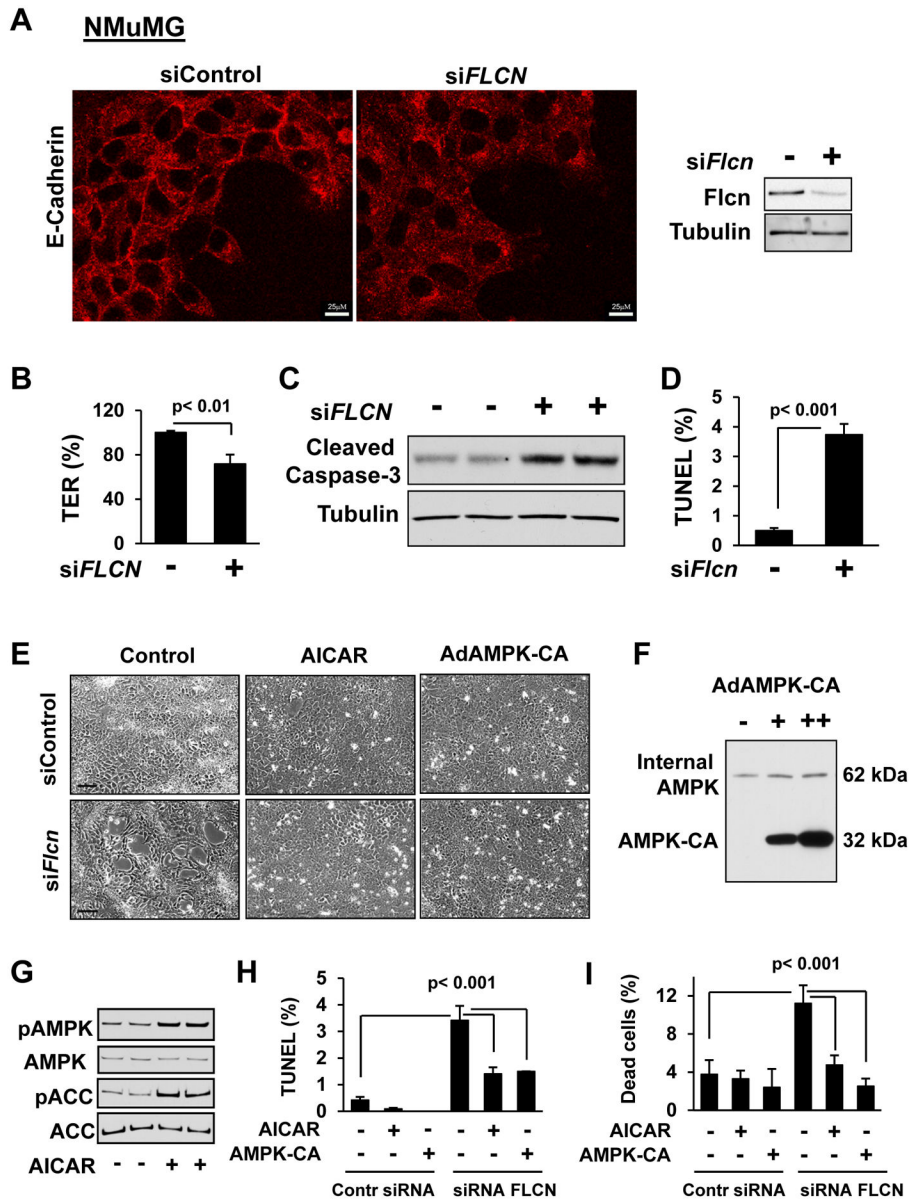 A
NMuMG
siControl
siFLCN
E-Cadherin
25µM
25µM
siFlcn - +
Flcn
Tubulin
B
p< 0.01
TER (%)
120
80
40
0
siFLCN - +
C
siFLCN - - + +
Cleaved
Caspase-3
Tubulin
D
p< 0.001
TUNEL (%)
5
4
3
2
1
0
siFlcn - +
E
Control AICAR AdAMPK-CA
siControl
siFlcn
F
AdAMPK-CA
- + ++
Internal
AMPK
62 kDa
AMPK-CA 32 kDa
G
pAMPK
AMPK
pACC
ACC
AICAR - - + +
H
p< 0.001
TUNEL (%)
5
4
3
2
1
0
AICAR - + - - + -
AMPK-CA - - + - - +
Contr siRNA siRNA FLCN
I
p< 0.001
Dead cells (%)
12
8
4
0
AICAR - + - - + -
AMPK-CA - - + - - +
Contr siRNA siRNA FLCN